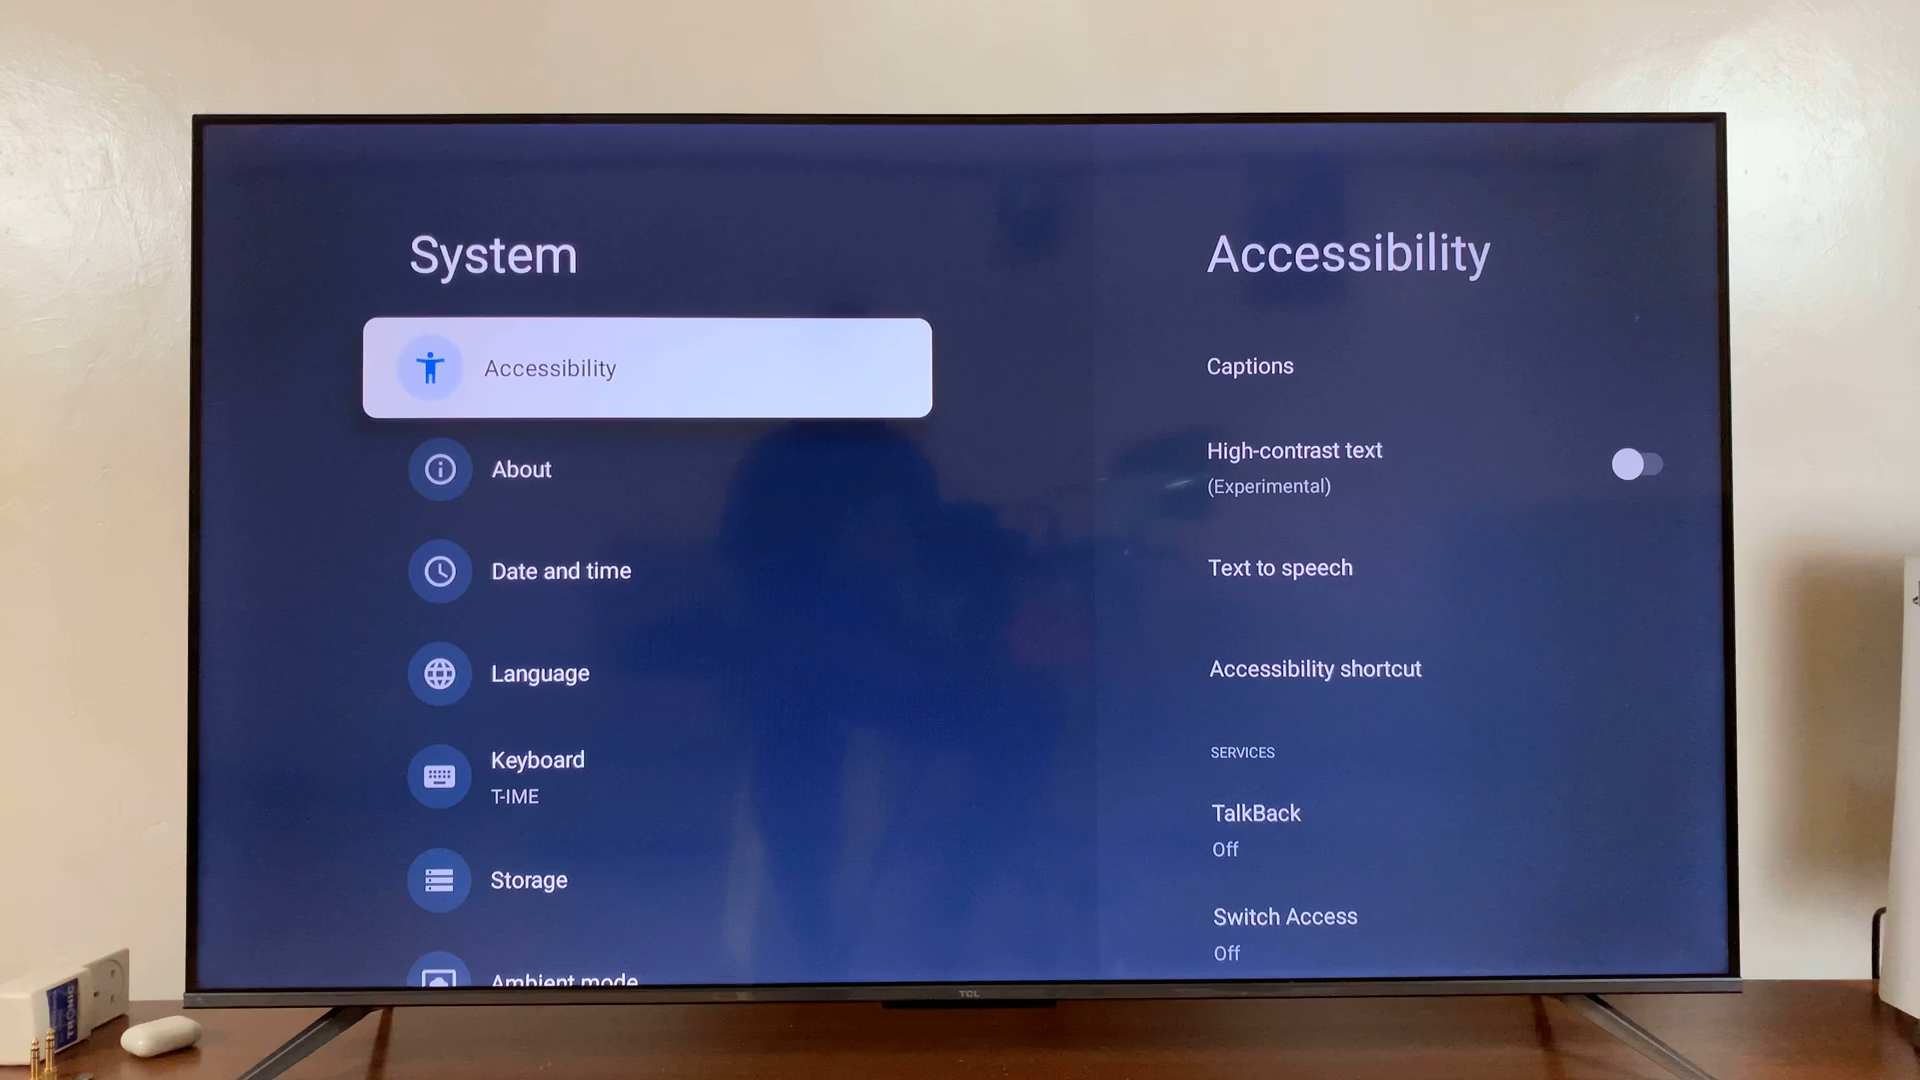 System
Accessibility
About
Date and time
Language
Keyboard
T-IME
Storage
Ambient mode
Accessibility
Captions
High-contrast text
(Experimental)
Text to speech
Accessibility shortcut
SERVICES
TalkBack
Off
Switch Access
Off
TCL
TRONIC